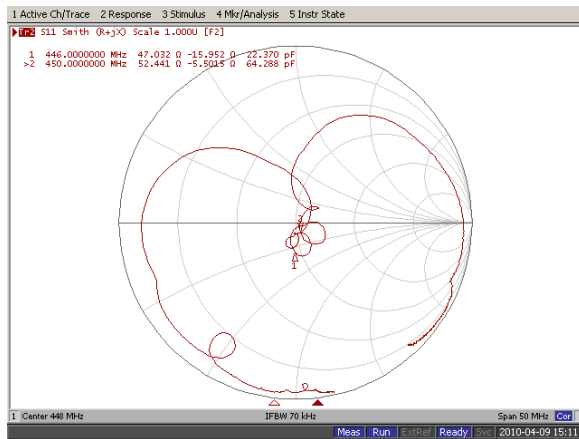 1 Active Ch/Trace 2 Response 3 Stimulus 4 Mkr/Analysis 5 Instr State
Tr2 S11 Smith (R+jX) Scale 1.000U [F2]
1 446.0000000 MHz 47.032 Ω -15.952 Ω 22.370 pF
>2 450.0000000 MHz 52.441 Ω -5.5015 Ω 64.288 pF
2
1
1 Center 448 MHz IFBW 70 kHz Span 50 MHz Cor
Meas Run ExtRef Ready Svc 2010-04-09 15:11